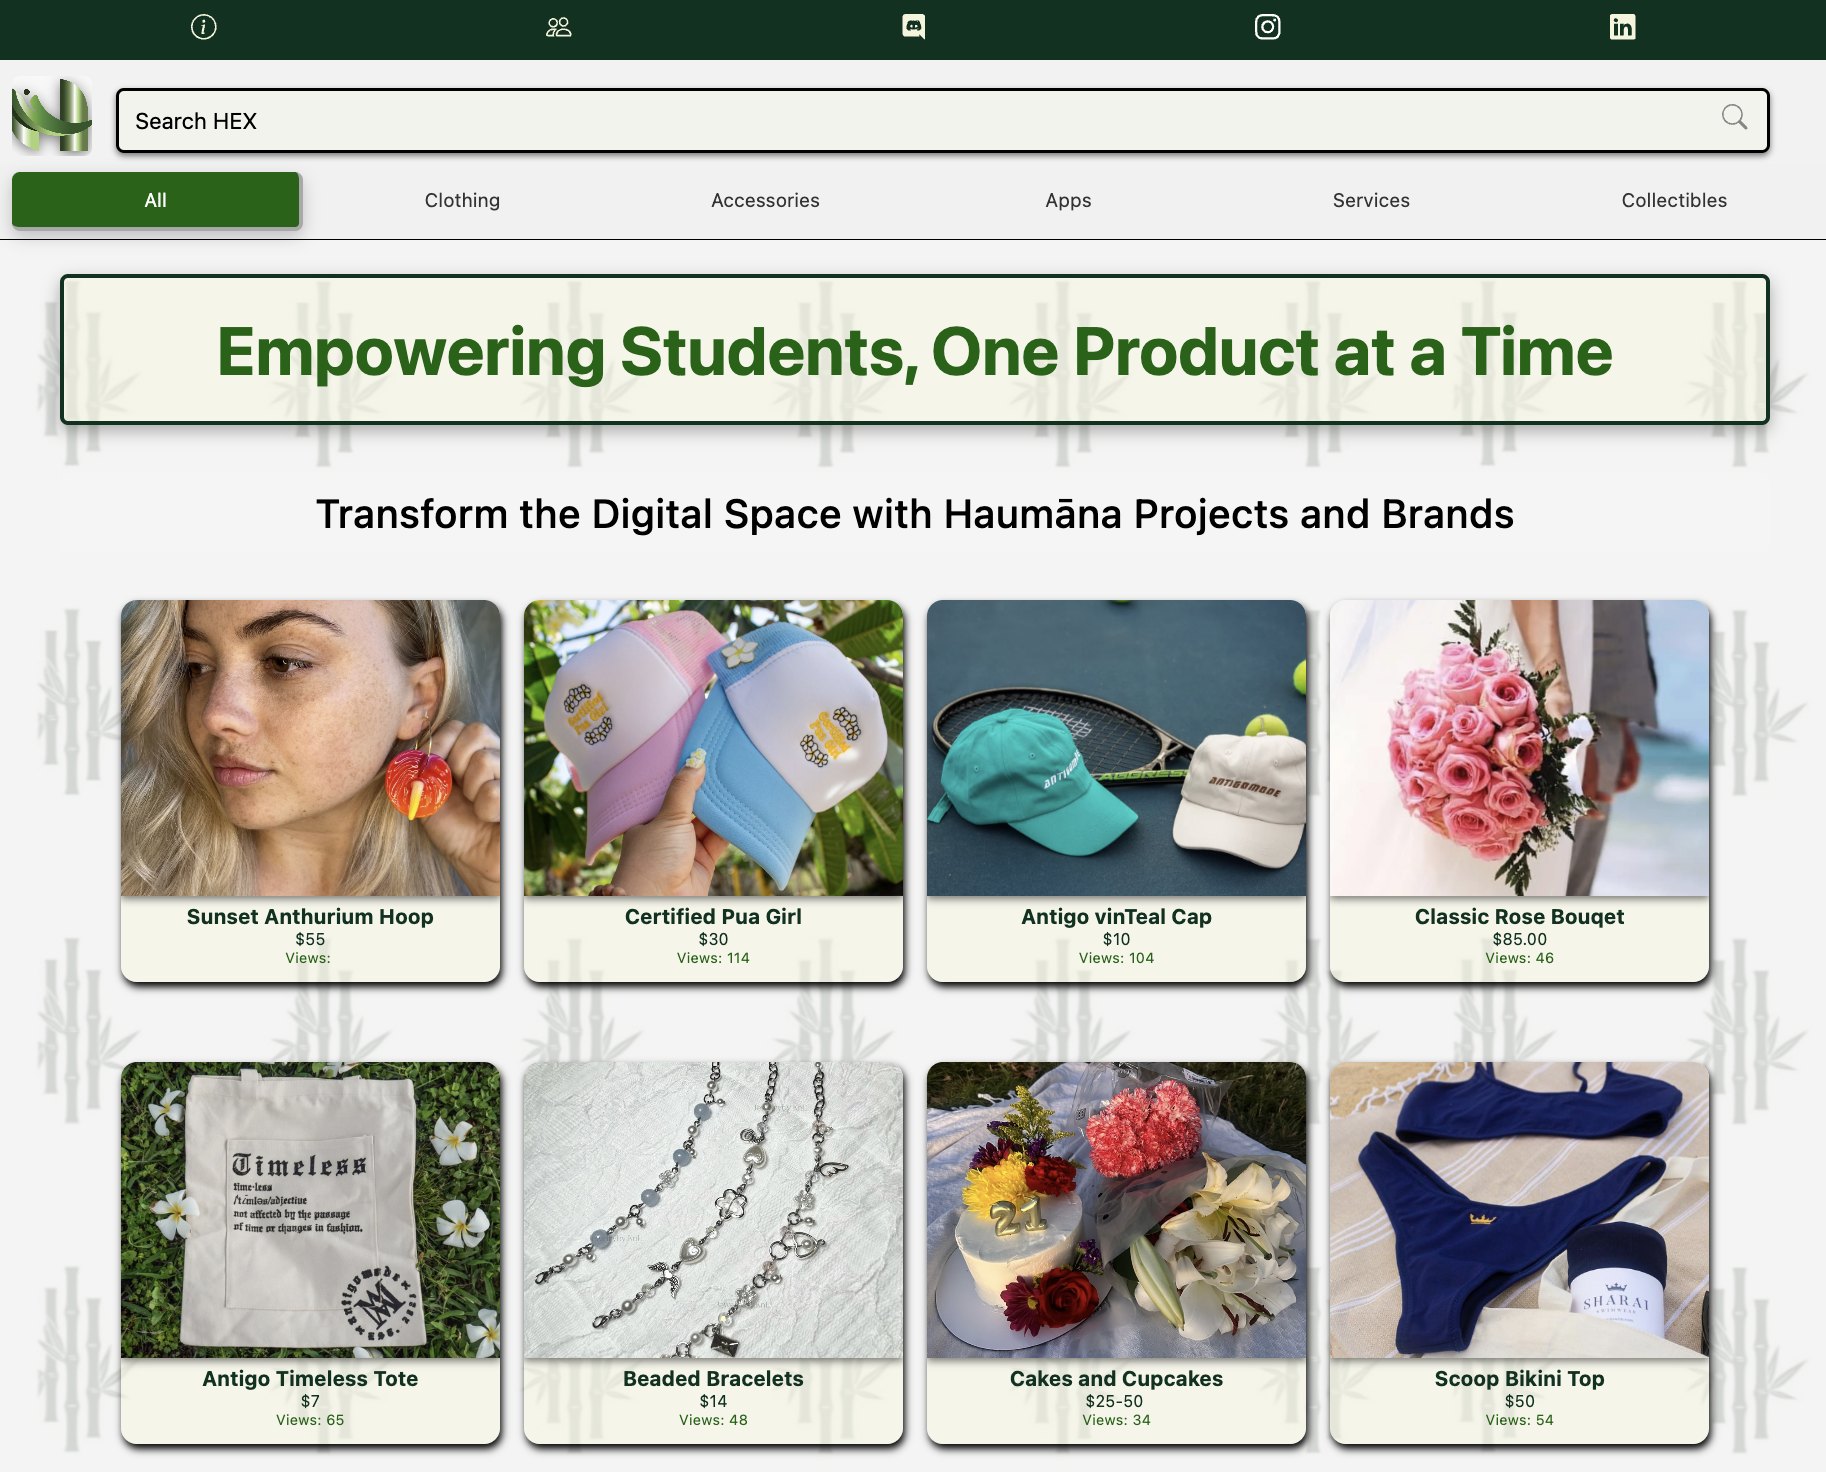 Search HEX
All
Clothing
Accessories
Apps
Services
Collectibles
Empowering Students, One Product at a Time
Transform the Digital Space with Haumāna Projects and Brands
Sunset Anthurium Hoop
$55
Views:
Certified Pua Girl
$30
Views: 114
ANTIGOMODE
Antigo vinTeal Cap
$10
Views: 104
Classic Rose Bouqet
$85.00
Views: 46
Timeless
time·less
/ˈtīmləs/adjective
not affected by the passage
of time or changes in fashion.
Antigo Timeless Tote
$7
Views: 65
Beaded Bracelets
$14
Views: 48
21
Cakes and Cupcakes
$25-50
Views: 34
SHARAI
SWIMWEAR
Scoop Bikini Top
$50
Views: 54